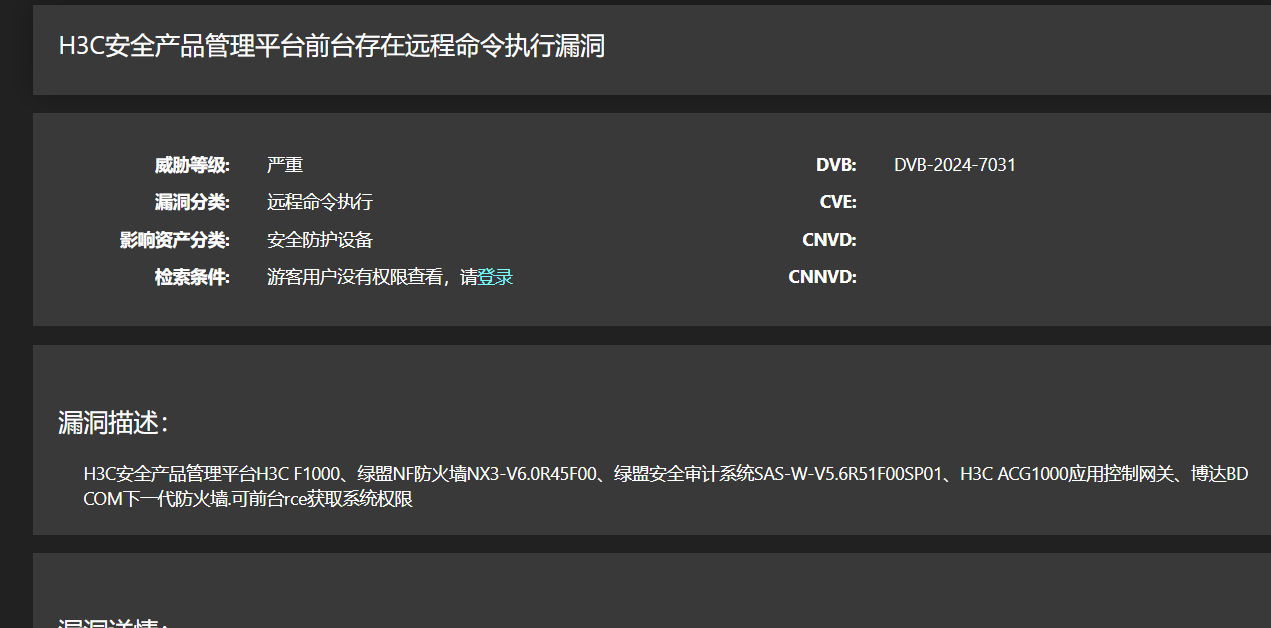 H3C安全产品管理平台前台存在远程命令执行漏洞
威胁等级: 严重 DVB: DVB-2024-7031
漏洞分类: 远程命令执行 CVE:
影响资产分类: 安全防护设备 CNVD:
检索条件: 游客用户没有权限查看，请登录 CNNVD:
漏洞描述：
H3C安全产品管理平台H3C F1000、绿盟NF防火墙NX3-V6.0R45F00、绿盟安全审计系统SAS-W-V5.6R51F00SP01、H3C ACG1000应用控制网关、博达BD
COM下一代防火墙.可前台rce获取系统权限
漏洞详情：